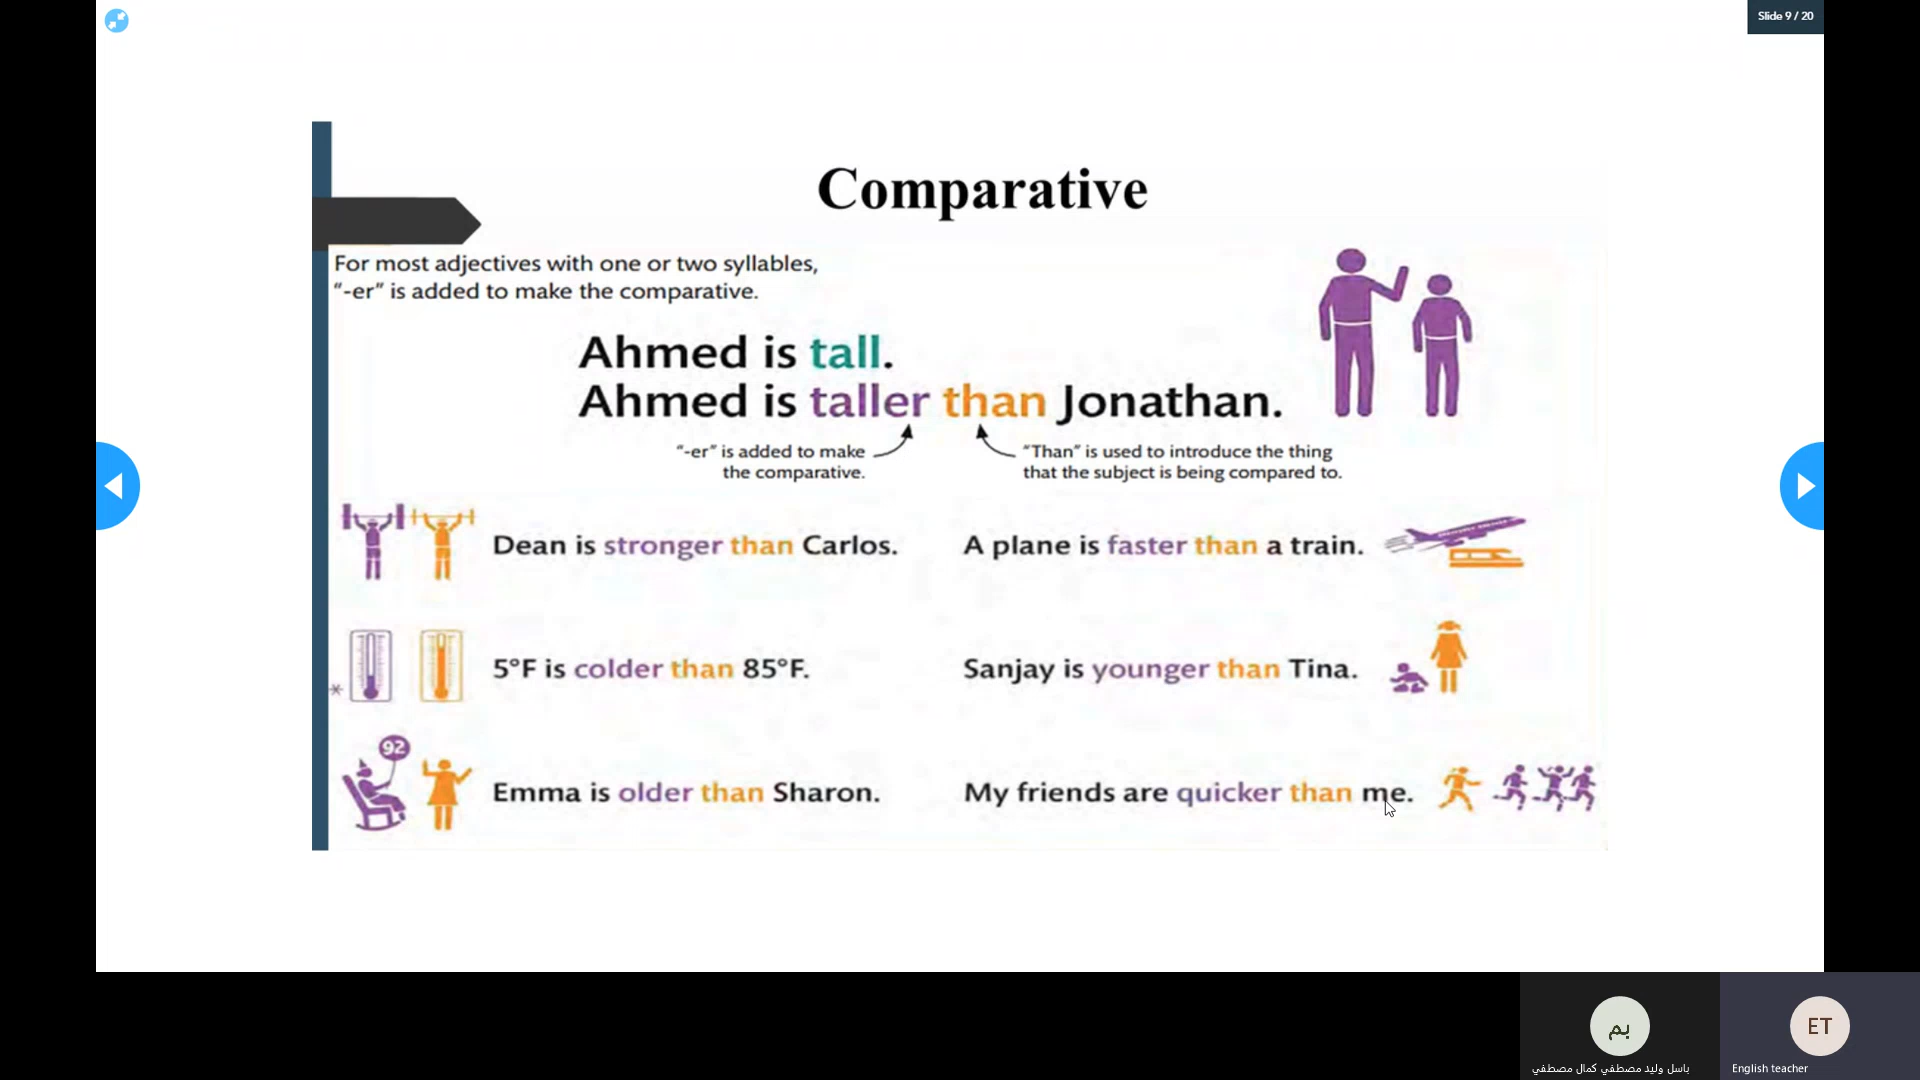 Slide 9 / 20
Comparative
For most adjectives with one or two syllables,
“-er” is added to make the comparative.
Ahmed is tall.
Ahmed is taller than Jonathan.
“-er” is added to make
the comparative.
“Than” is used to introduce the thing
that the subject is being compared to.
Dean is stronger than Carlos.
A plane is faster than a train.
5°F is colder than 85°F.
Sanjay is younger than Tina.
92
Emma is older than Sharon.
My friends are quicker than me.
بم
باسل وليد مصطفي كمال مصطفي
ET
English teacher